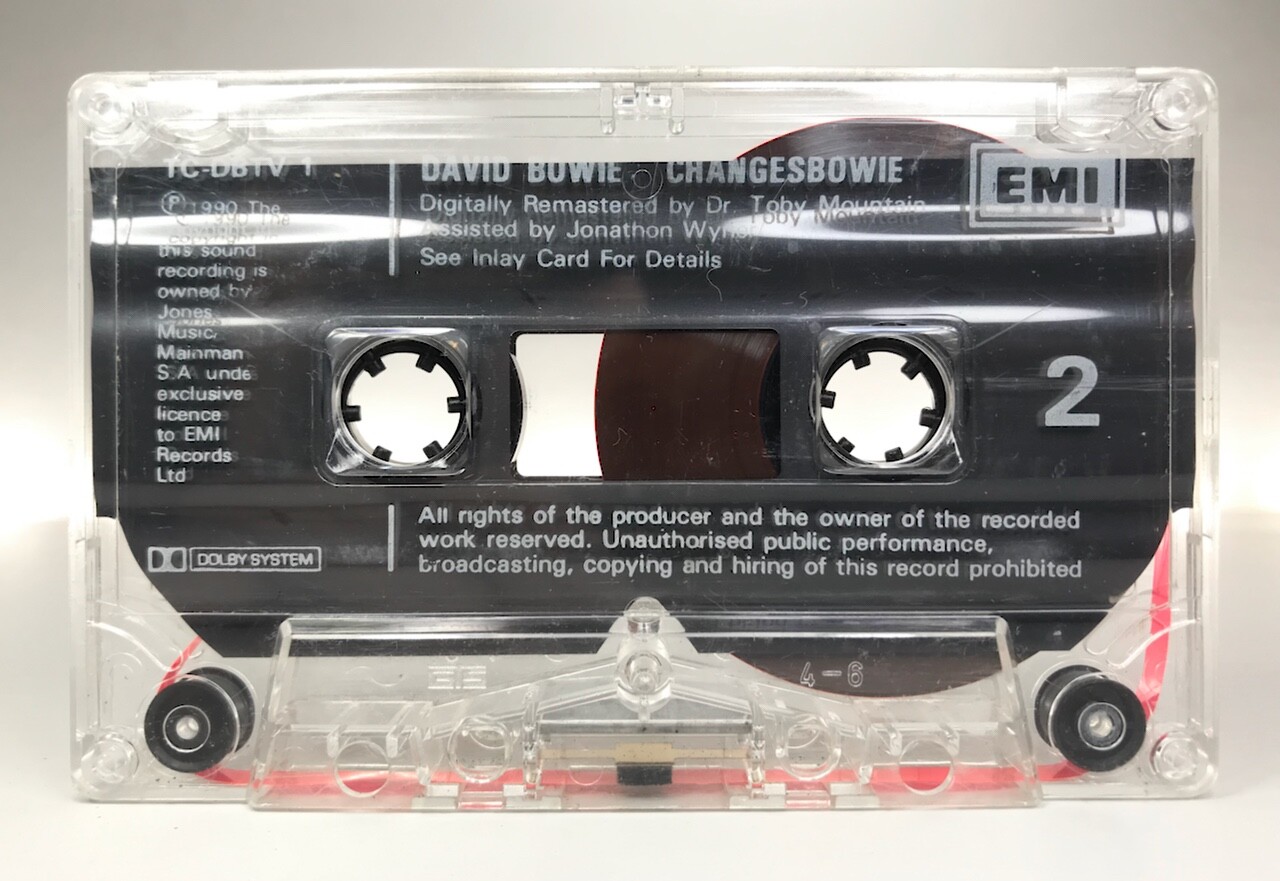 TC-DBTV 1
DAVID BOWIE CHANGESBOWIE
Digitally Remastered by Dr. Toby Mountain
Assisted by Jonathon Wyner
See Inlay Card For Details
EMI
℗ 1990 The
copyright in
this sound
recording is
owned by
Jones
Music,
Mainman
S.A unde
exclusive
licence
to EMI
Records
Ltd
2
DOLBY SYSTEM
All rights of the producer and the owner of the recorded
work reserved. Unauthorised public performance,
broadcasting, copying and hiring of this record prohibited
4-6